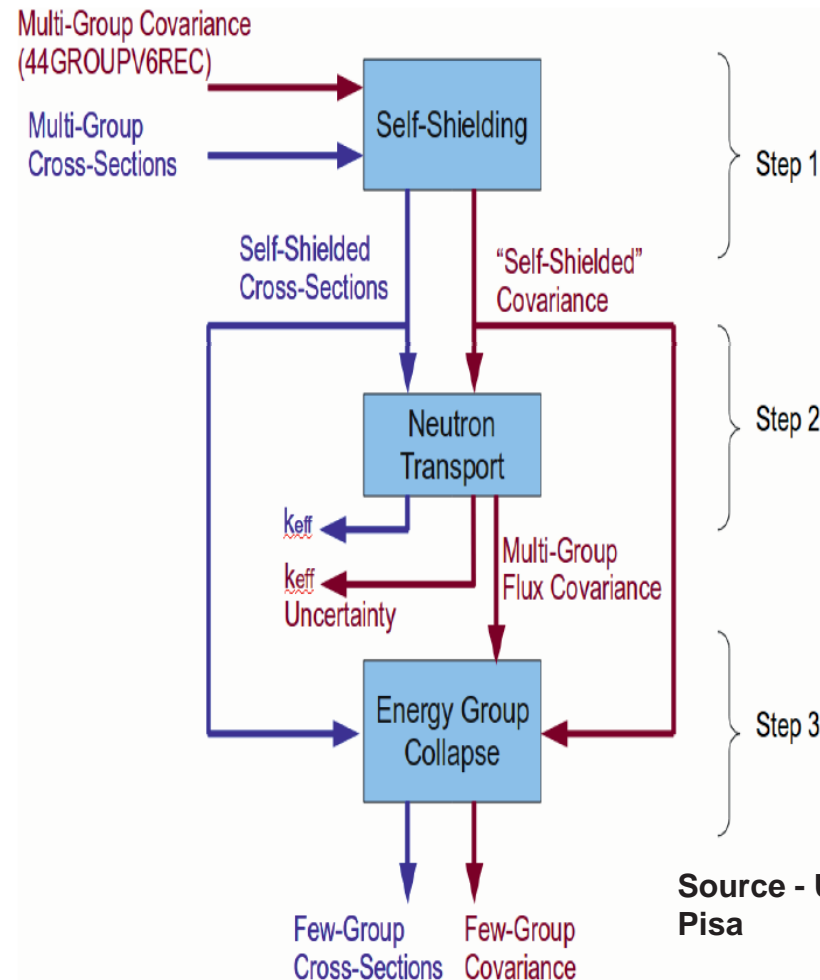 Multi-Group Covariance
(44GROUPV6REC)
Multi-Group
Cross-Sections
Self-Shielding
Step 1
Self-Shielded
Cross-Sections
“Self-Shielded”
Covariance
Neutron
Transport
Step 2
keff
keff
Uncertainty
Multi-Group
Flux Covariance
Energy Group
Collapse
Step 3
Few-Group
Cross-Sections
Few-Group
Covariance
Source -
Pisa